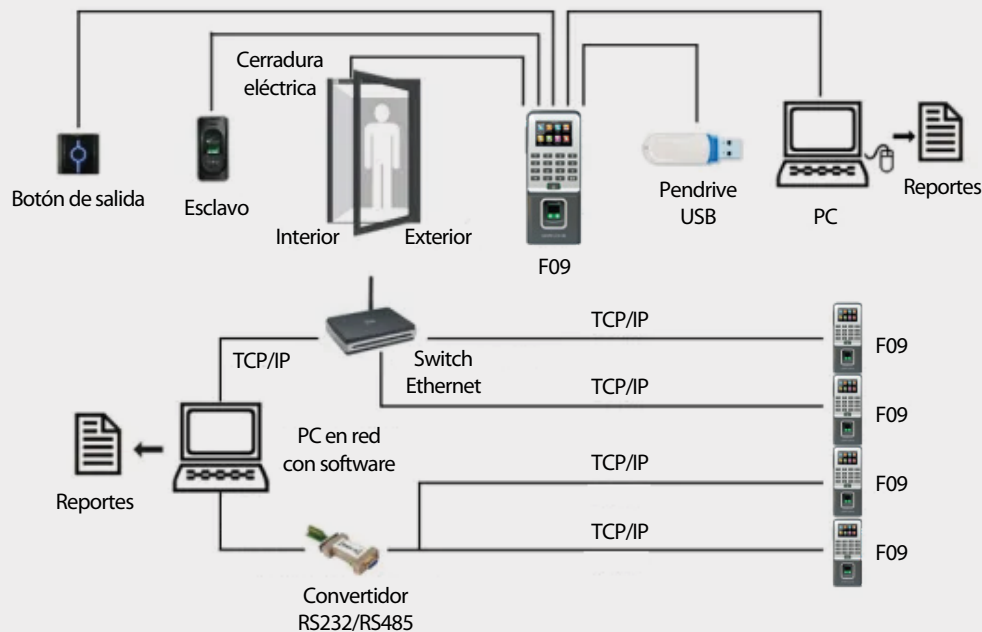 Cerradura
eléctrica
Botón de salida
Esclavo
Interior
Exterior
F09
Pendrive
USB
PC
Reportes
TCP/IP
TCP/IP
F09
Switch
Ethernet
TCP/IP
F09
PC en red
con software
Reportes
TCP/IP
F09
TCP/IP
F09
Convertidor
RS232/RS485